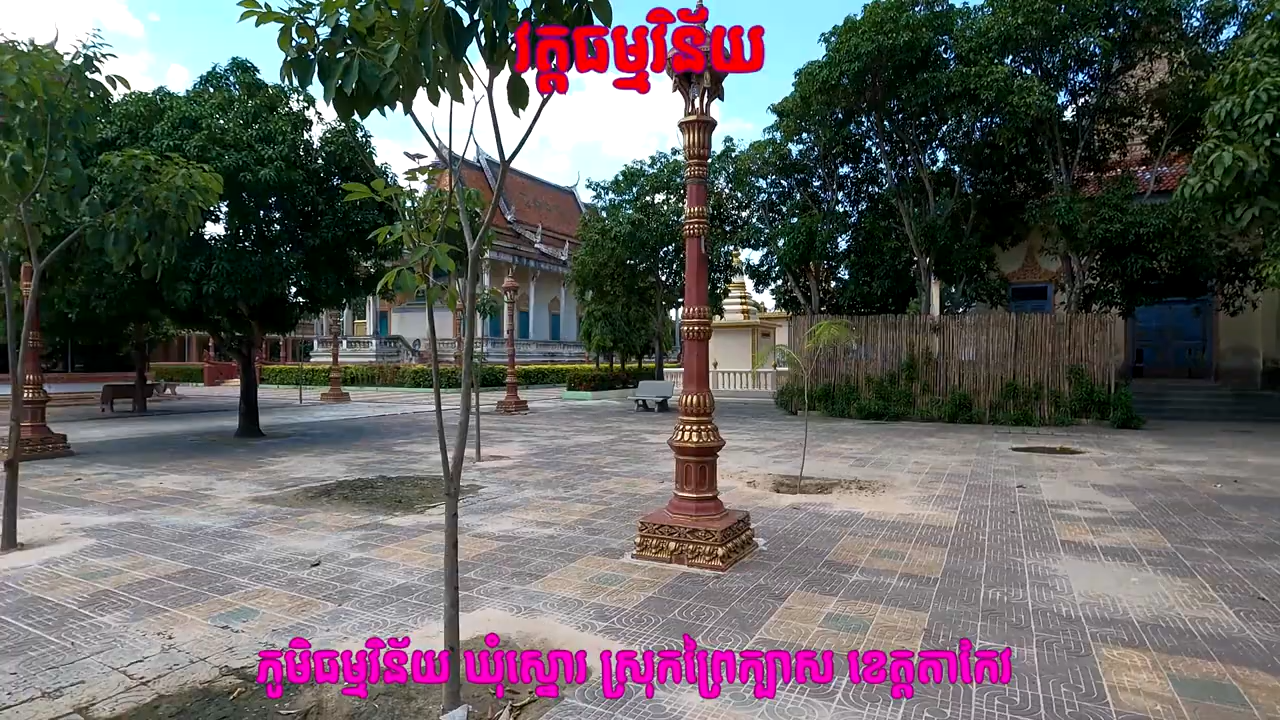 វត្តធម្មវិន័យ
ភូមិធម្មវិន័យ ឃុំស្នោរ ស្រុកព្រៃក្បាស ខេត្តតាកែវ